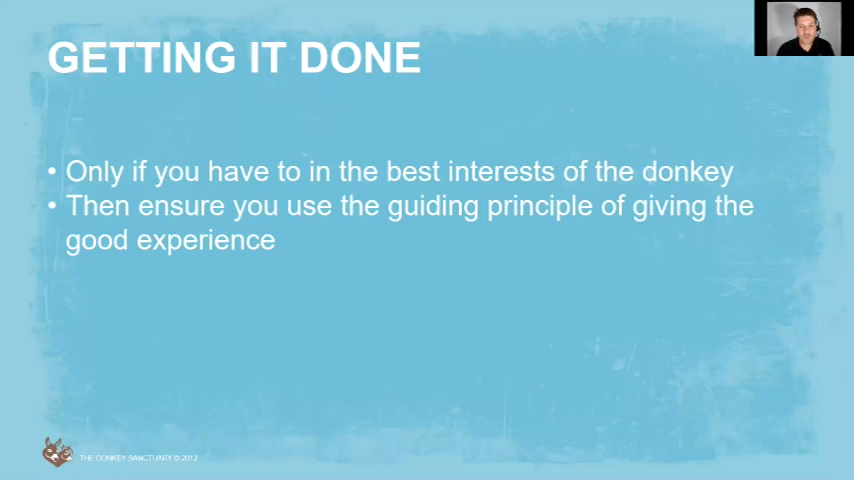 GETTING IT DONE
• Only if you have to in the best interests of the donkey
• Then ensure you use the guiding principle of giving the
good experience
THE DONKEY SANCTUARY © 2012